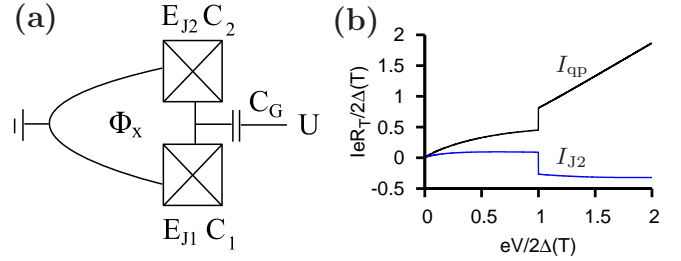 (a)
E_J2 C_2
C_G
Φ_x
U
E_J1 C_1
(b)
IeR_T/2Δ(T)
2
1.5
1
0.5
0
-0.5
I_qp
I_J2
0 0.5 1 1.5 2
eV/2Δ(T)